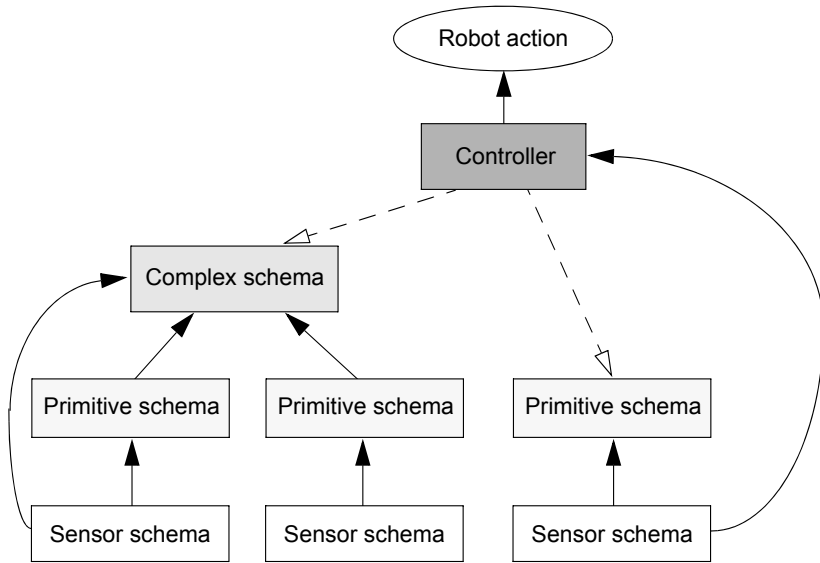 Robot action
Controller
Complex schema
Primitive schema
Primitive schema
Primitive schema
Sensor schema
Sensor schema
Sensor schema